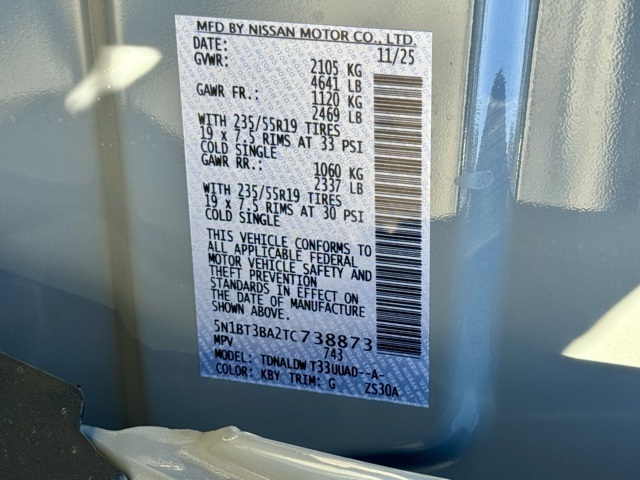 MFD BY NISSAN MOTOR CO., LTD.
DATE: 11/25
GVWR: 2105 KG
4641 LB
GAWR FR.: 1120 KG
2469 LB
WITH 235/55R19 TIRES
19 x 7.5 RIMS AT 33 PSI
COLD SINGLE
GAWR RR.: 1060 KG
2337 LB
WITH 235/55R19 TIRES
19 x 7.5 RIMS AT 30 PSI
COLD SINGLE
THIS VEHICLE CONFORMS TO
ALL APPLICABLE FEDERAL
MOTOR VEHICLE SAFETY AND
THEFT PREVENTION
STANDARDS IN EFFECT ON
THE DATE OF MANUFACTURE
SHOWN ABOVE.
5N1BT3BA2TC738873
MPV 743
MODEL: TDNALDW T33UUAD--A-
COLOR: KBY TRIM: G ZS30A